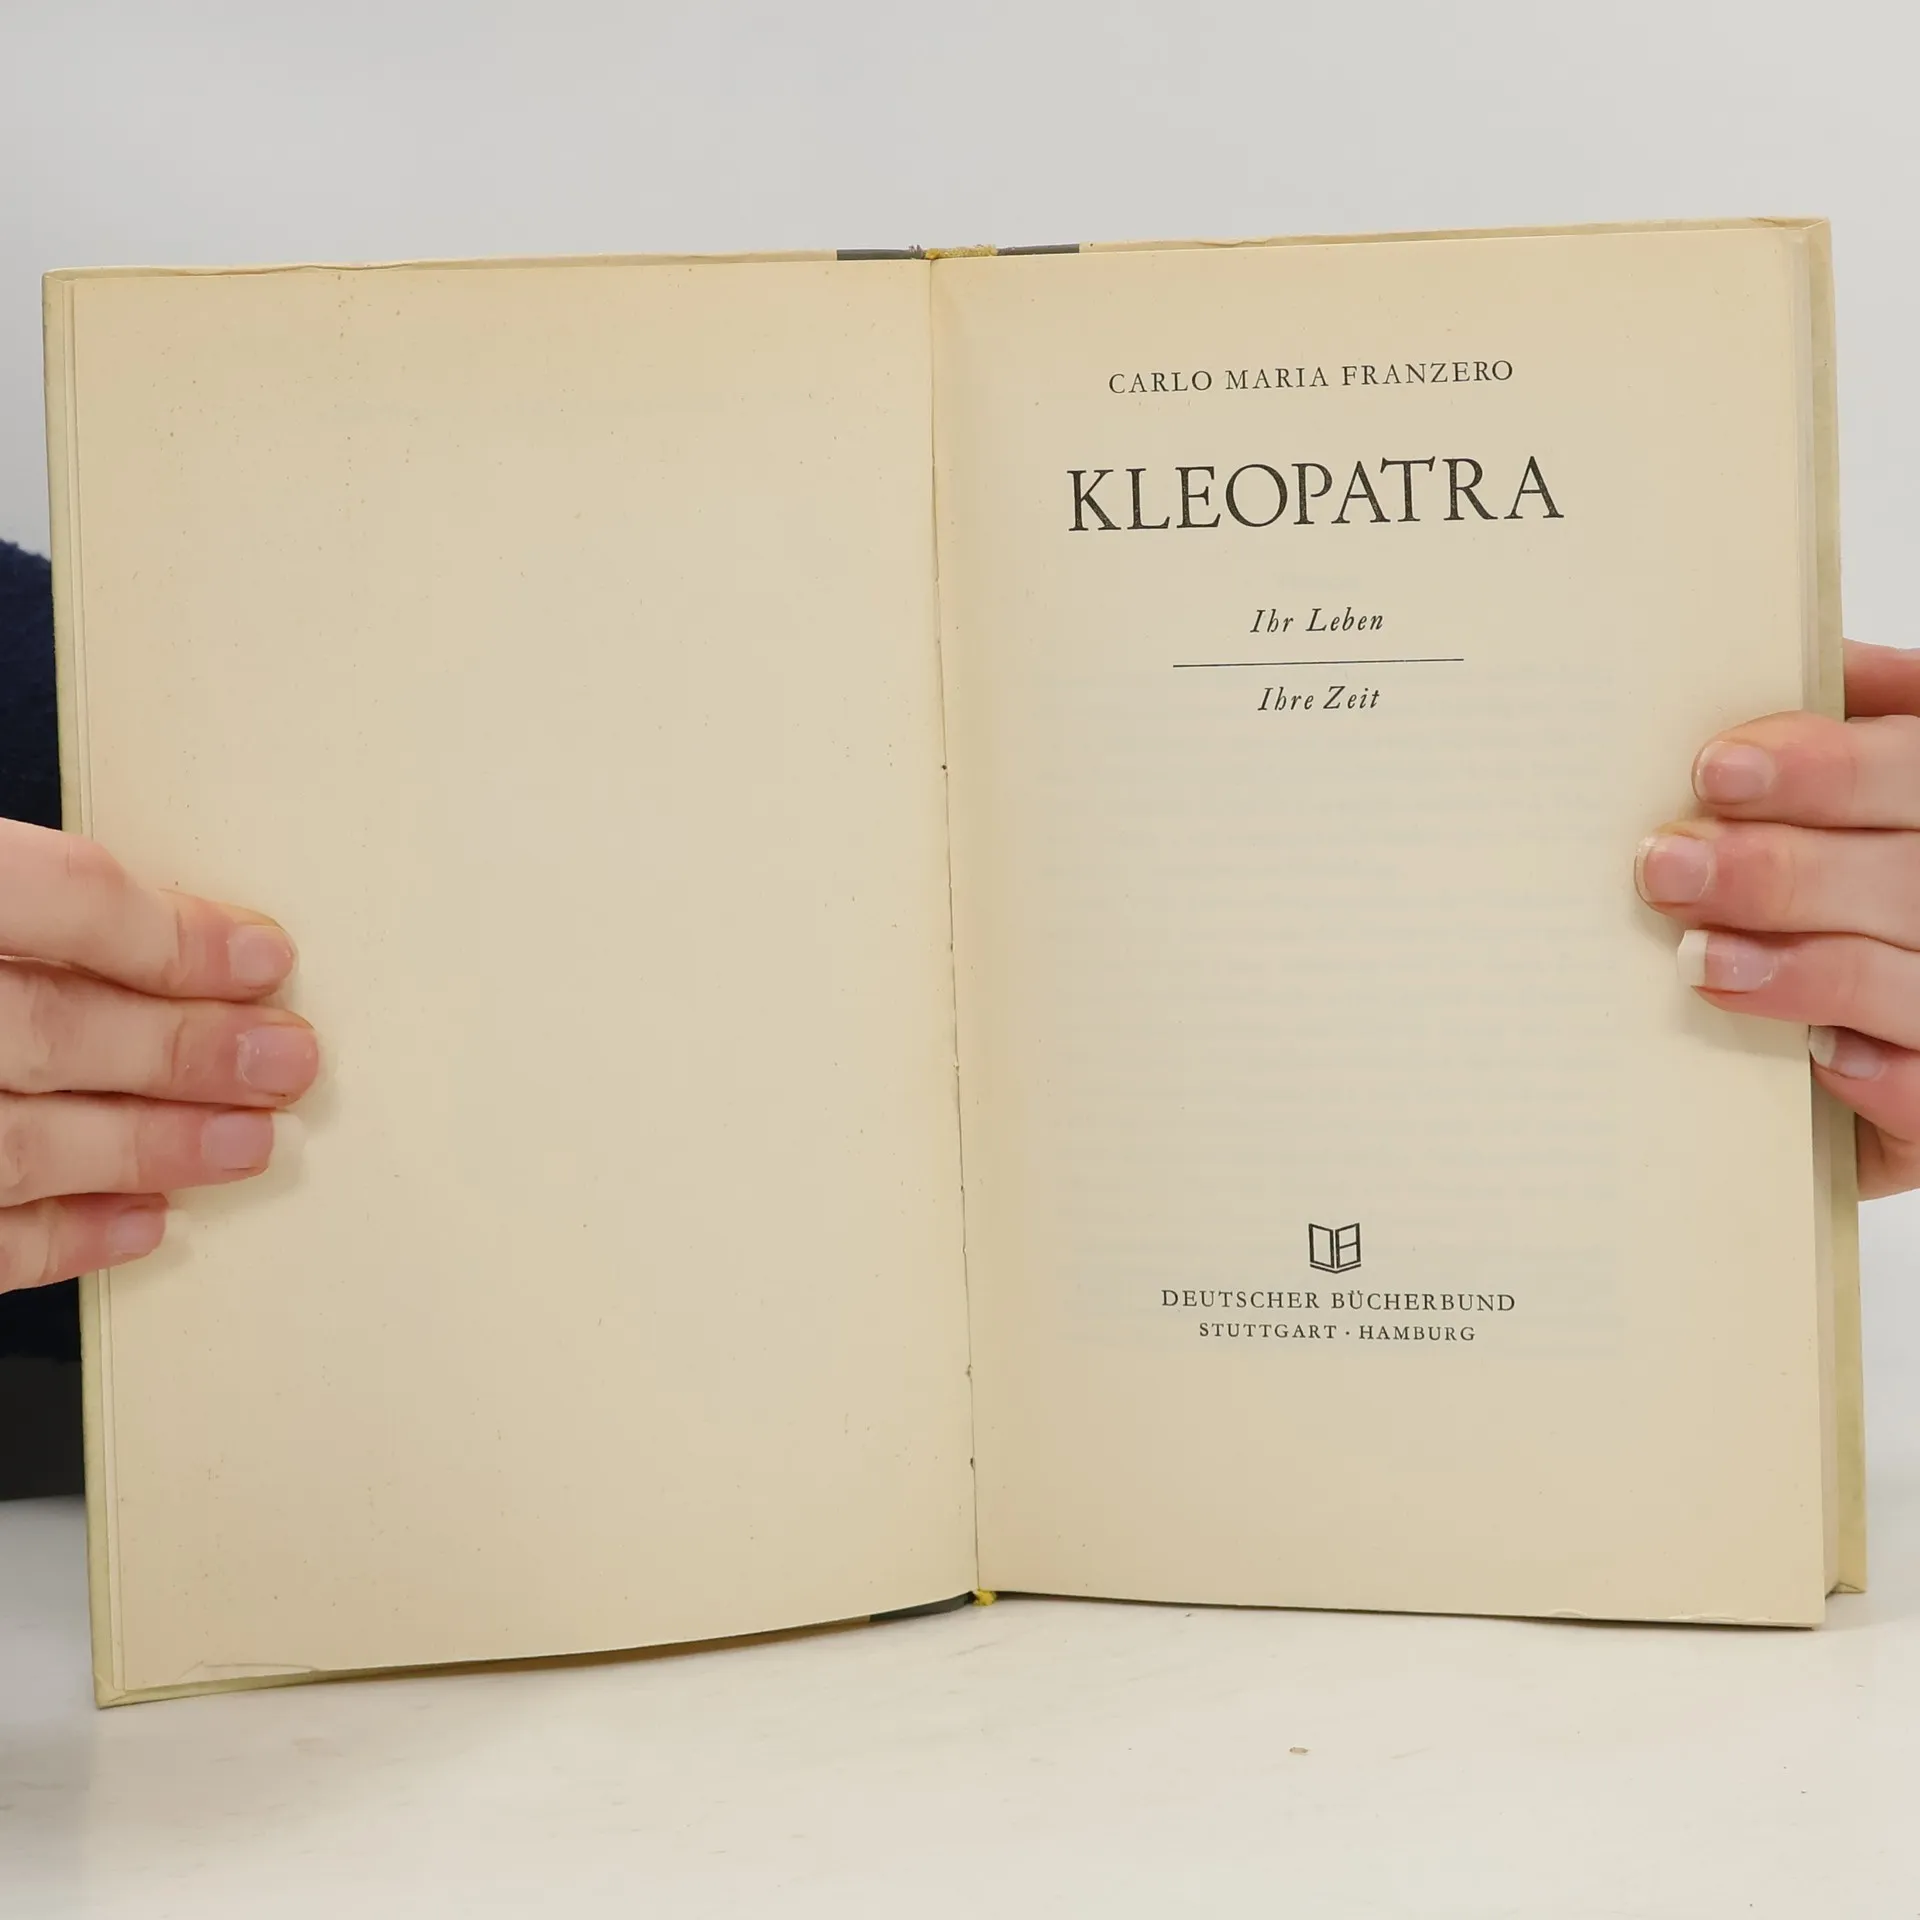 CARLO MARIA FRANZERO
KLEOPATRA
Ihr Leben
Ihre Zeit
DEUTSCHER BÜCHERBUND
STUTTGART · HAMBURG